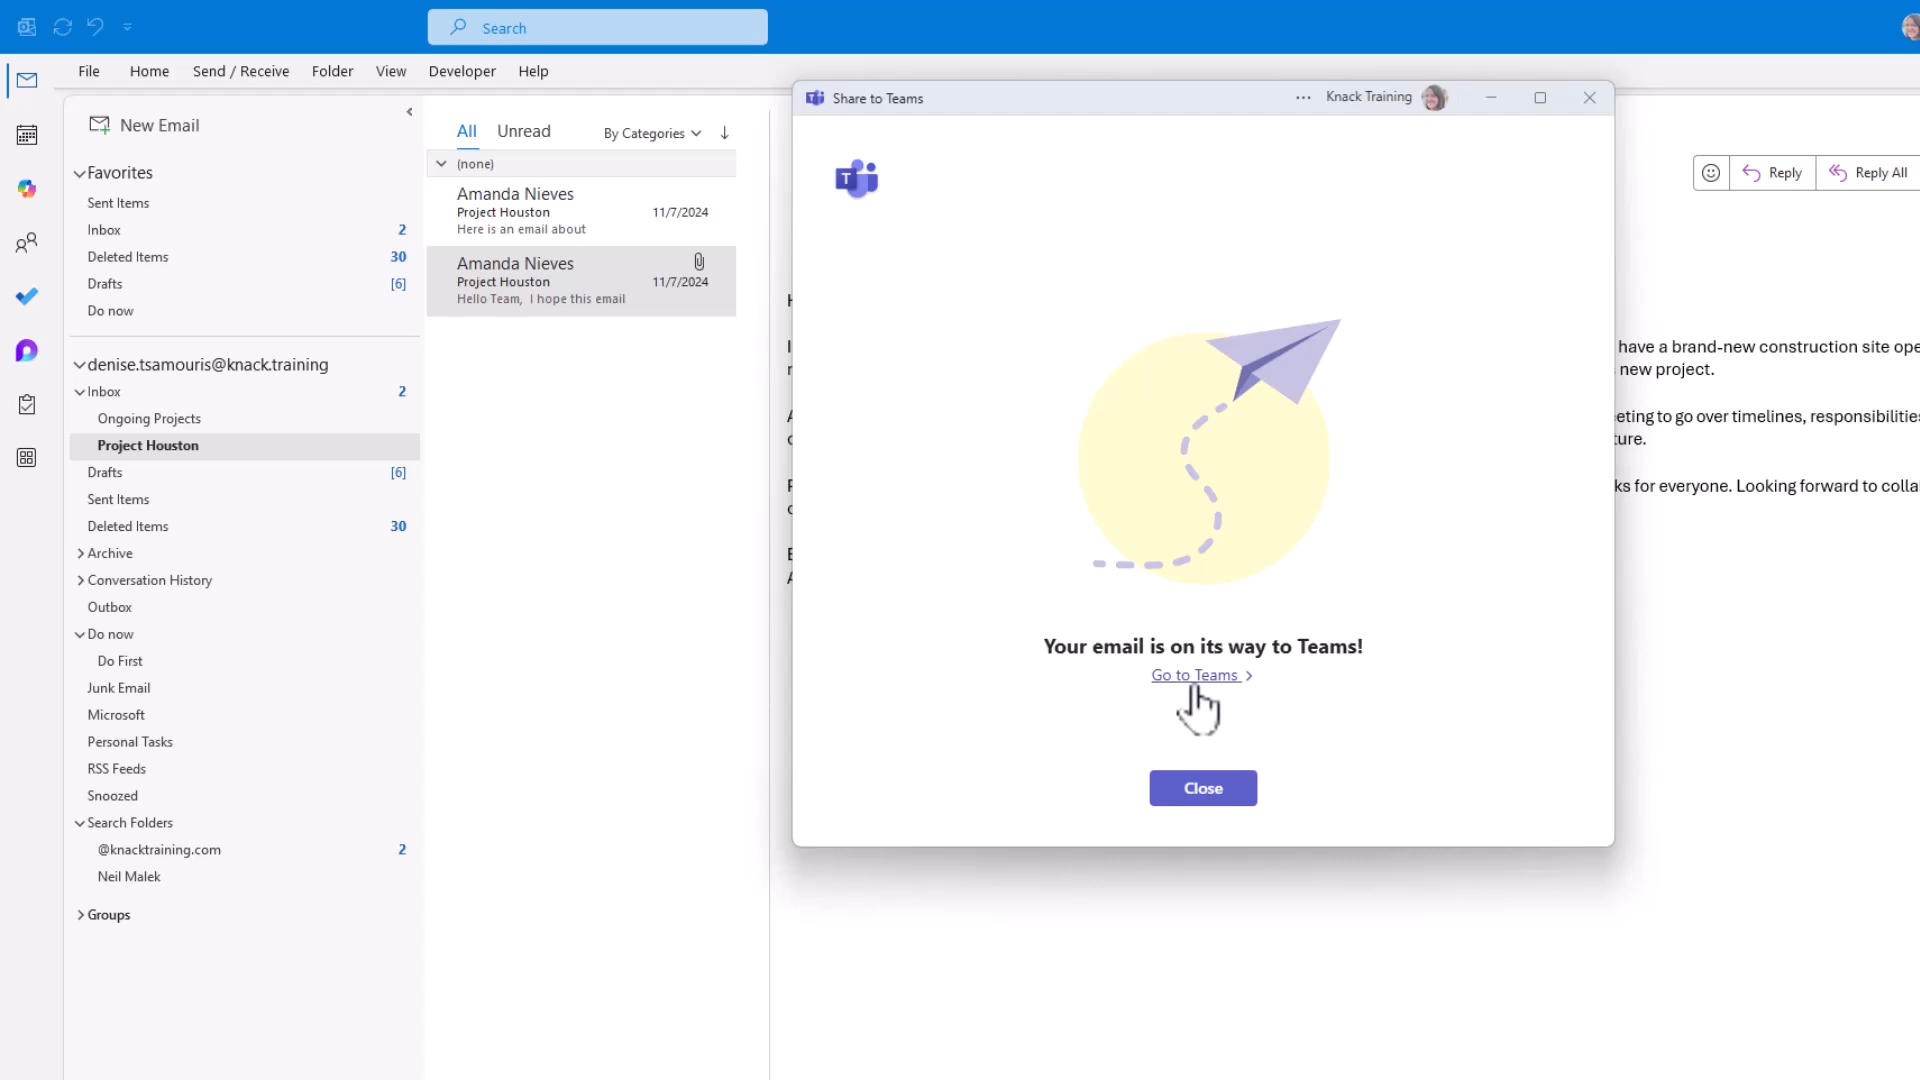 Search
File Home Send / Receive Folder View Developer Help
New Email
Favorites
Sent Items
Inbox 2
Deleted Items 30
Drafts [6]
Do now
denise.tsamouris@knack.training
Inbox 2
Ongoing Projects
Project Houston
Drafts [6]
Sent Items
Deleted Items 30
Archive
Conversation History
Outbox
Do now
Do First
Junk Email
Microsoft
Personal Tasks
RSS Feeds
Snoozed
Search Folders
@knacktraining.com 2
Neil Malek
Groups
All Unread By Categories
(none)
Amanda Nieves
Project Houston 11/7/2024
Here is an email about
Amanda Nieves
Project Houston 11/7/2024
Hello Team, I hope this email
Share to Teams Knack Training
T
Your email is on its way to Teams!
Go to Teams >
Close
Reply Reply All
have a brand-new construction site
new project.
to go over timelines,
for everyone. Looking forward to